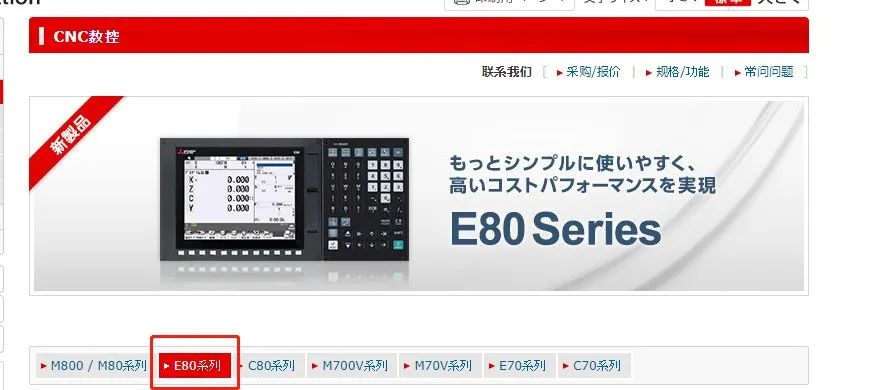 CNC数控
联系我们 [ ▸采购/报价 | ▸规格/功能 | ▸常问问题 ]
新製品
もっとシンプルに使いやすく、
高いコストパフォーマンスを実現
E80 Series
X 0.000
Z 0.000
C 0.000
Y 0.000
▸M800 / M80系列 ▸E80系列 ▸C80系列 ▸M700V系列 ▸M70V系列 ▸E70系列 ▸C70系列